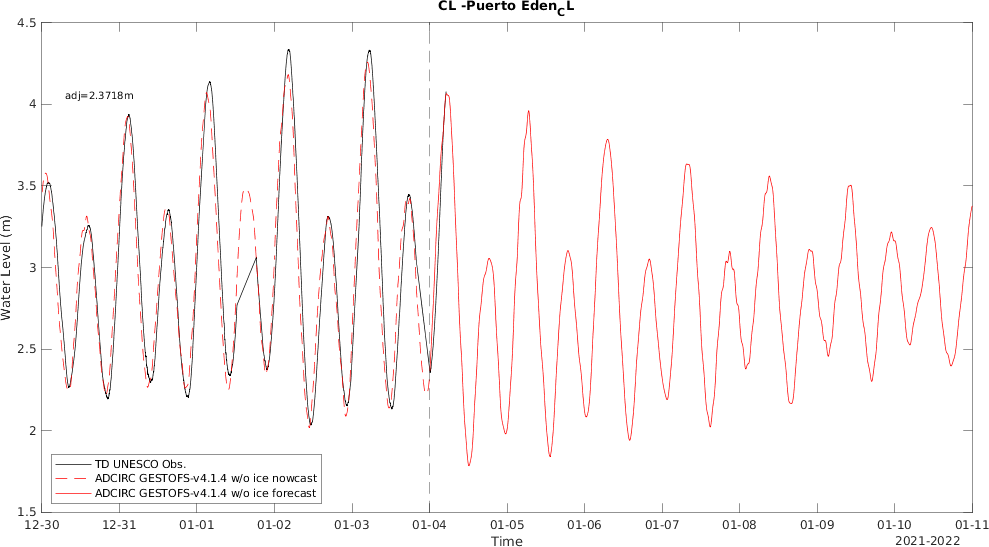 CL -Puerto Eden_CL
4.5
4
3.5
3
2.5
2
1.5
Water Level (m)
adj=2.3718m
TD UNESCO Obs.
ADCIRC GESTOFS-v4.1.4 w/o ice nowcast
ADCIRC GESTOFS-v4.1.4 w/o ice forecast
12-30 12-31 01-01 01-02 01-03 01-04 01-05 01-06 01-07 01-08 01-09 01-10 01-11
Time
2021-2022